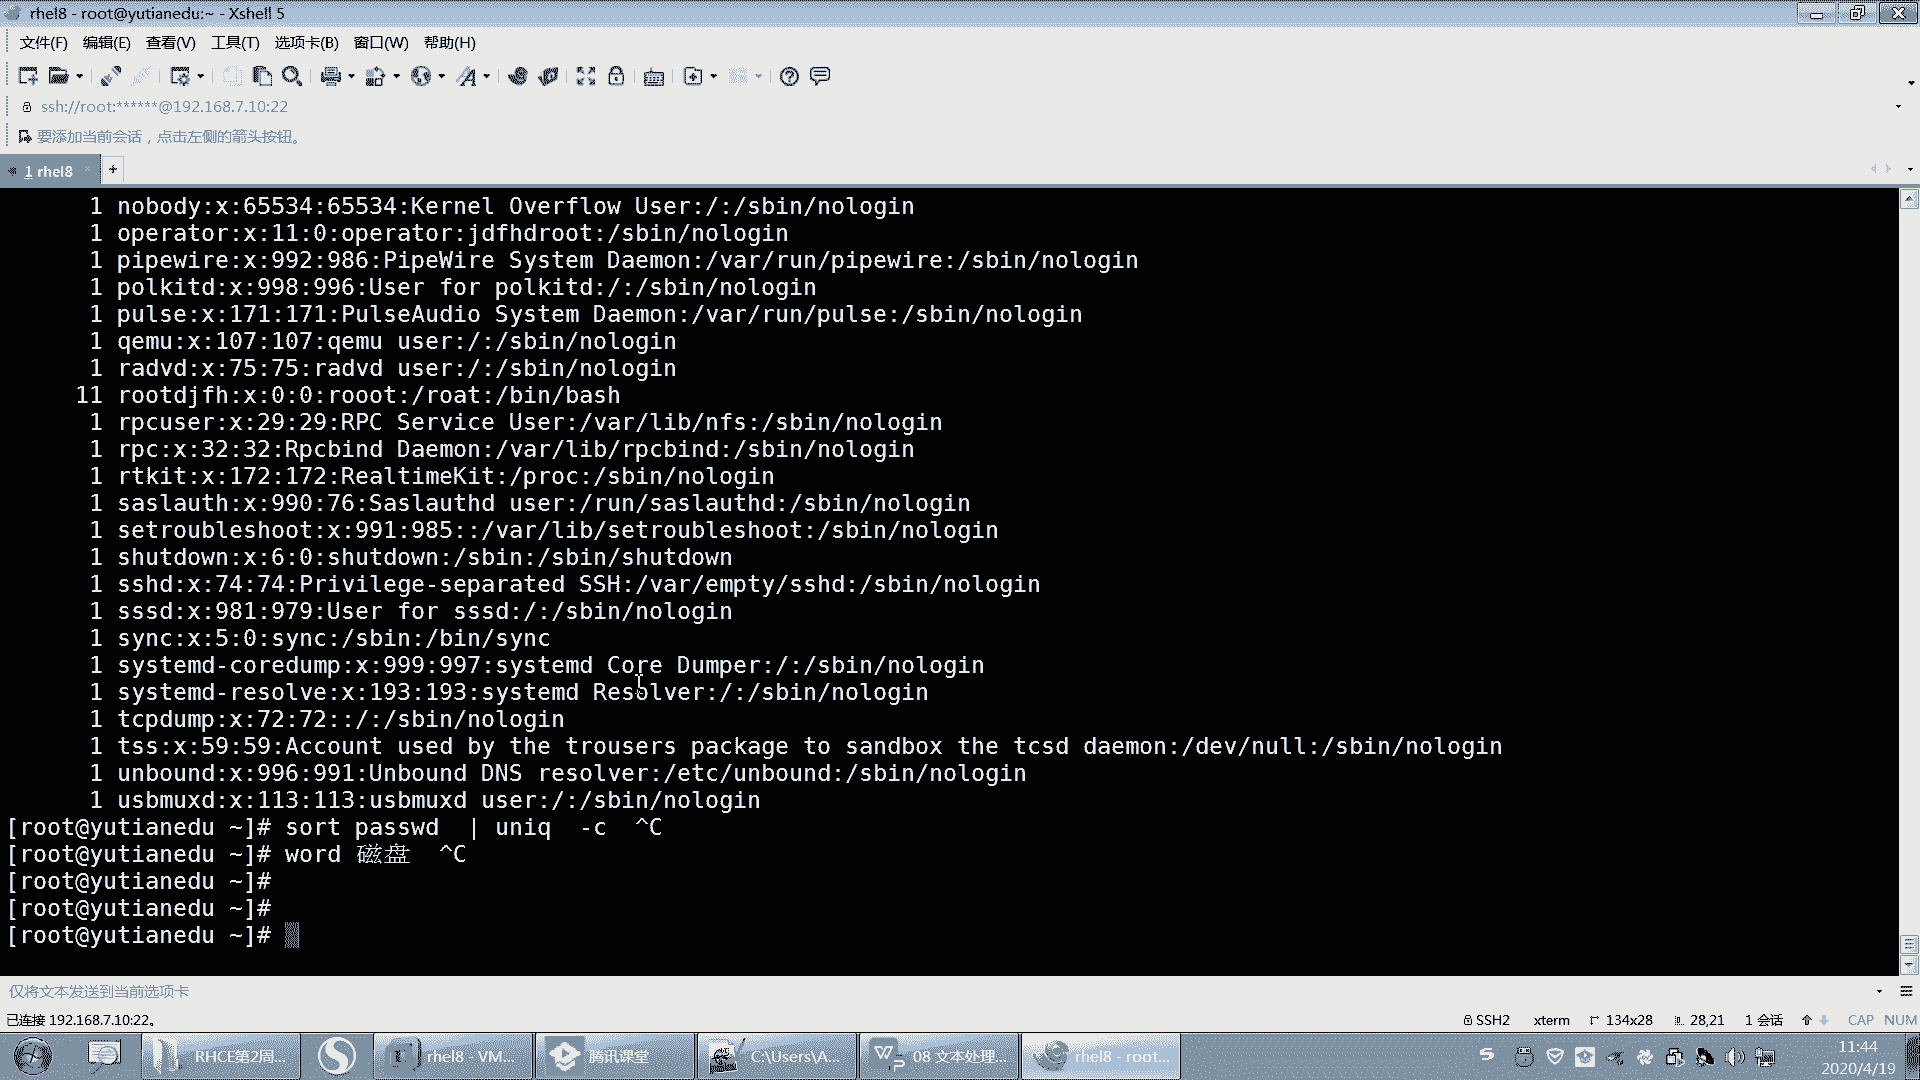 rhel8 - root@yutianedu:~ - Xshell 5
文件(F) 编辑(E) 查看(V) 工具(T) 选项卡(B) 窗口(W) 帮助(H)
ssh://root:******@192.168.7.10:22
要添加当前会话，点击左侧的箭头按钮。
1 rhel8 × +
1 nobody:x:65534:65534:Kernel Overflow User:/:/sbin/nologin
1 operator:x:11:0:operator:jdfhdroot:/sbin/nologin
1 pipewire:x:992:986:PipeWire System Daemon:/var/run/pipewire:/sbin/nologin
1 polkitd:x:998:996:User for polkitd:/:/sbin/nologin
1 pulse:x:171:171:PulseAudio System Daemon:/var/run/pulse:/sbin/nologin
1 qemu:x:107:107:qemu user:/:/sbin/nologin
1 radvd:x:75:75:radvd user:/:/sbin/nologin
11 rootdjfh:x:0:0:rooot:/roat:/bin/bash
1 rpcuser:x:29:29:RPC Service User:/var/lib/nfs:/sbin/nologin
1 rpc:x:32:32:Rpcbind Daemon:/var/lib/rpcbind:/sbin/nologin
1 rtkit:x:172:172:RealtimeKit:/proc:/sbin/nologin
1 saslauth:x:990:76:Saslauthd user:/run/saslauthd:/sbin/nologin
1 setroubleshoot:x:991:985::/var/lib/setroubleshoot:/sbin/nologin
1 shutdown:x:6:0:shutdown:/sbin:/sbin/shutdown
1 sshd:x:74:74:Privilege-separated SSH:/var/empty/sshd:/sbin/nologin
1 sssd:x:981:979:User for sssd:/:/sbin/nologin
1 sync:x:5:0:sync:/sbin:/bin/sync
1 systemd-coredump:x:999:997:systemd Core Dumper:/:/sbin/nologin
1 systemd-resolve:x:193:193:systemd Resolver:/:/sbin/nologin
1 tcpdump:x:72:72::/:/sbin/nologin
1 tss:x:59:59:Account used by the trousers package to sandbox the tcsd daemon:/dev/null:/sbin/nologin
1 unbound:x:996:991:Unbound DNS resolver:/etc/unbound:/sbin/nologin
1 usbmuxd:x:113:113:usbmuxd user:/:/sbin/nologin
[root@yutianedu ~]# sort passwd  | uniq  -c  ^C
[root@yutianedu ~]# word 磁盘  ^C
[root@yutianedu ~]#
[root@yutianedu ~]#
[root@yutianedu ~]#
仅将文本发送到当前选项卡
已连接 192.168.7.10:22。 SSH2 xterm 134x28 28,21 1 会话 CAP NUM
RHCE第2周... rhel8 - VM... 腾讯课堂 C:\Users\A... 08 文本处理... rhel8 - root... 11:44
2020/4/19